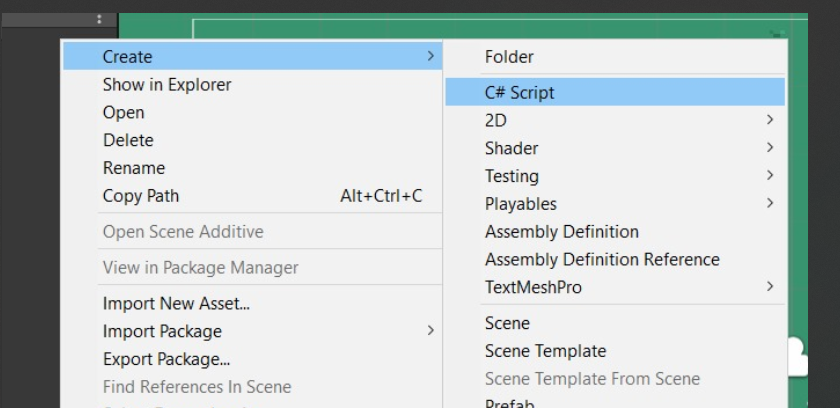 Create
Show in Explorer
Open
Delete
Rename
Copy Path Alt+Ctrl+C
Open Scene Additive
View in Package Manager
Import New Asset...
Import Package
Export Package...
Find References In Scene
Folder
C# Script
2D
Shader
Testing
Playables
Assembly Definition
Assembly Definition Reference
TextMeshPro
Scene
Scene Template
Scene Template From Scene
Prefab